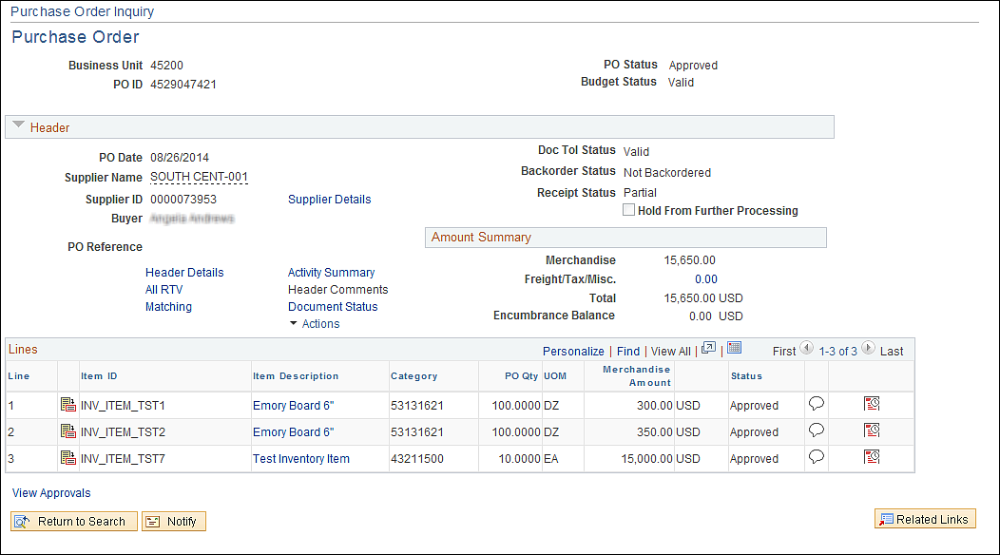 Purchase Order Inquiry
Purchase Order
Business Unit 45200 PO Status Approved
PO ID 4529047421 Budget Status Valid
Header
PO Date 08/26/2014 Doc Tol Status Valid
Supplier Name SOUTH CENT-001 Backorder Status Not Backordered
Supplier ID 0000073953 Supplier Details Receipt Status Partial
Buyer Hold From Further Processing
PO Reference Amount Summary
Merchandise 15,650.00
Header Details Activity Summary Freight/Tax/Misc. 0.00
All RTV Header Comments Total 15,650.00 USD
Matching Document Status Encumbrance Balance 0.00 USD
Actions
Lines Personalize | Find | View All | | First 1-3 of 3 Last
Line Item ID Item Description Category PO Qty UOM Merchandise Amount Status
1 INV_ITEM_TST1 Emory Board 6" 53131621 100.0000 DZ 300.00 USD Approved
2 INV_ITEM_TST2 Emory Board 6" 53131621 100.0000 DZ 350.00 USD Approved
3 INV_ITEM_TST7 Test Inventory Item 43211500 10.0000 EA 15,000.00 USD Approved
View Approvals
Return to Search Notify Related Links